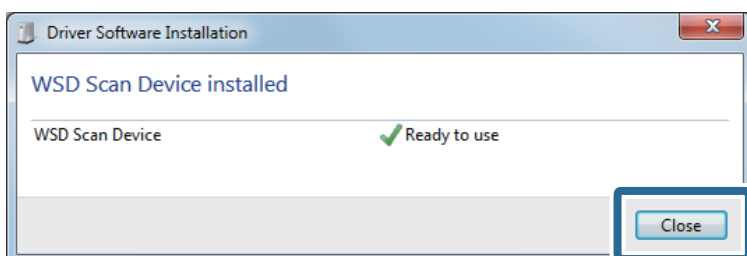 Driver Software Installation
WSD Scan Device installed
WSD Scan Device Ready to use
Close